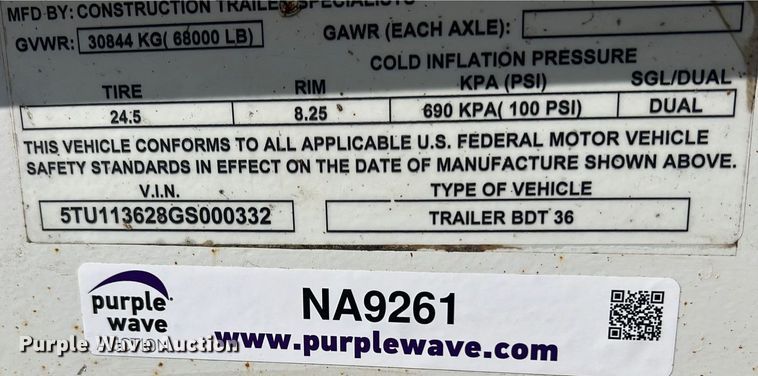 MFD BY: CONSTRUCTION TRAILER SPECIALISTS
GVWR: 30844 KG( 68000 LB) GAWR (EACH AXLE):
COLD INFLATION PRESSURE
TIRE RIM KPA (PSI) SGL/DUAL
24.5 8.25 690 KPA( 100 PSI) DUAL
THIS VEHICLE CONFORMS TO ALL APPLICABLE U.S. FEDERAL MOTOR VEHICLE
SAFETY STANDARDS IN EFFECT ON THE DATE OF MANUFACTURE SHOWN ABOVE.
V.I.N. TYPE OF VEHICLE
5TU113628GS000332 TRAILER BDT 36
purple
wave
NA9261
www.purplewave.com
Purple Wave Auction